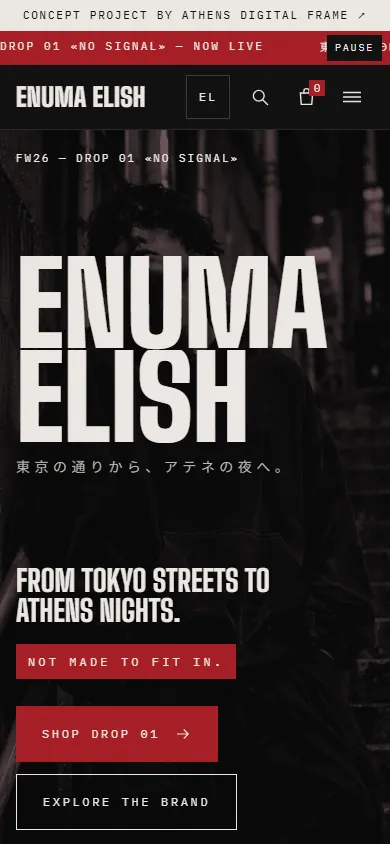 CONCEPT PROJECT BY ATHENS DIGITAL FRAME ↗
DROP 01 «NO SIGNAL» — NOW LIVE
PAUSE
ENUMA ELISH
EL
0
FW26 — DROP 01 «NO SIGNAL»
ENUMA
ELISH
東京の通りから、アテネの夜へ。
FROM TOKYO STREETS TO
ATHENS NIGHTS.
NOT MADE TO FIT IN.
SHOP DROP 01 →
EXPLORE THE BRAND